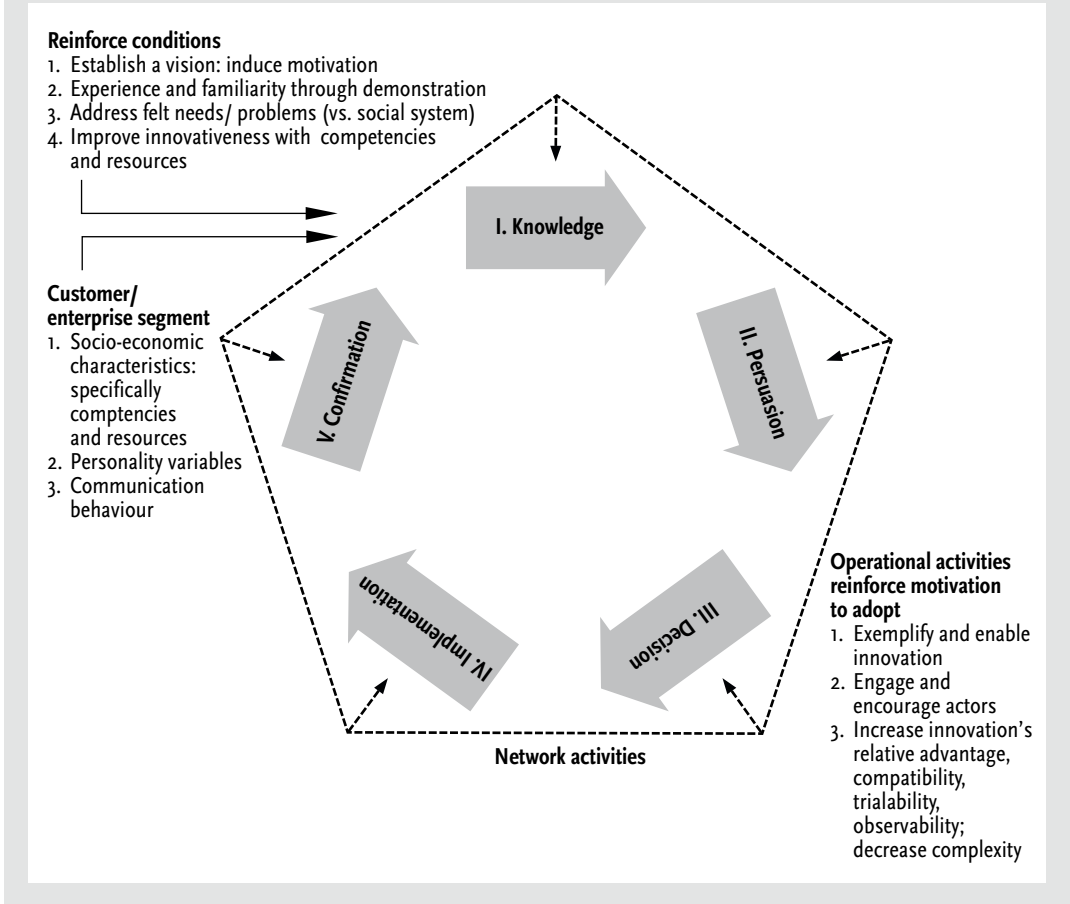 Reinforce conditions
1. Establish a vision: induce motivation
2. Experience and familiarity through demonstration
3. Address felt needs/ problems (vs. social system)
4. Improve innovativeness with competencies
and resources
I. Knowledge
Customer/
enterprise segment
1. Socio-economic
characteristics:
specifically
comptencies
and resources
2. Personality variables
3. Communication
behaviour
V. Confirmation
II. Persuasion
IV. Implementation
III. Decision
Operational activities
reinforce motivation
to adopt
1. Exemplify and enable
innovation
2. Engage and
encourage actors
3. Increase innovation's
relative advantage,
compatibility,
trialability,
observability;
decrease complexity
Network activities